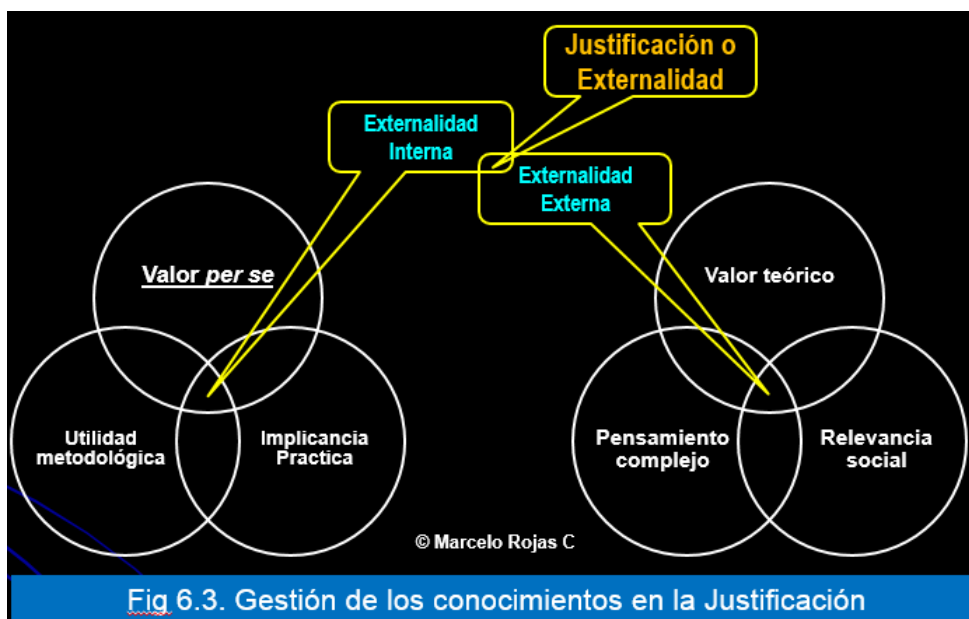 Justificación o
Externalidad
Externalidad
Interna
Externalidad
Externa
Valor per se
Valor teórico
Utilidad
metodológica
Implicancia
Practica
Pensamiento
complejo
Relevancia
social
© Marcelo Rojas C
Fig 6.3. Gestión de los conocimientos en la Justificación